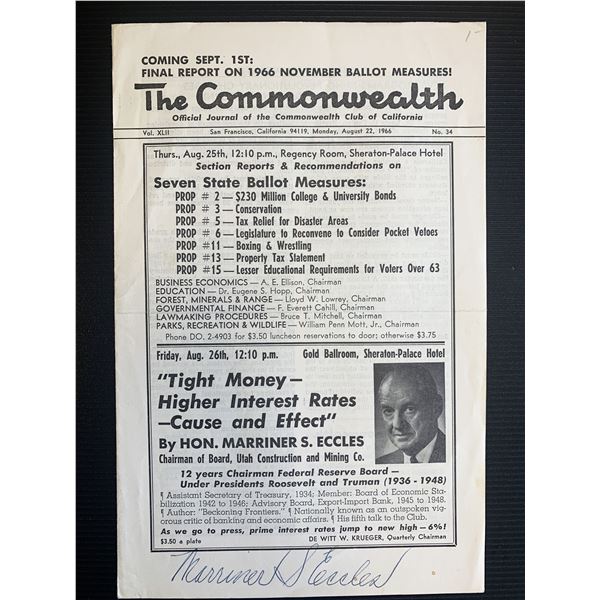 1-
COMING SEPT. 1ST:
FINAL REPORT ON 1966 NOVEMBER BALLOT MEASURES!
The Commonwealth
Official Journal of the Commonwealth Club of California
Vol. XLII San Francisco, California 94119, Monday, August 22, 1966 No. 34
Thurs., Aug. 25th, 12:10 p.m., Regency Room, Sheraton-Palace Hotel
Section Reports & Recommendations on
Seven State Ballot Measures:
PROP # 2 — $230 Million College & University Bonds
PROP # 3 — Conservation
PROP # 5 — Tax Relief for Disaster Areas
PROP # 6 — Legislature to Reconvene to Consider Pocket Vetoes
PROP #11 — Boxing & Wrestling
PROP #13 — Property Tax Statement
PROP #15 — Lesser Educational Requirements for Voters Over 63
BUSINESS ECONOMICS — A. E. Ellison, Chairman
EDUCATION — Dr. Eugene S. Hopp, Chairman
FOREST, MINERALS & RANGE — Lloyd W. Lowrey, Chairman
GOVERNMENTAL FINANCE — F. Everett Cahill, Chairman
LAWMAKING PROCEDURES — Bruce T. Mitchell, Chairman
PARKS, RECREATION & WILDLIFE — William Penn Mott, Jr., Chairman
Phone DO. 2-4903 for $3.50 luncheon reservations to door; otherwise $3.75
Friday, Aug. 26th, 12:10 p.m. Gold Ballroom, Sheraton-Palace Hotel
"Tight Money —
Higher Interest Rates
—Cause and Effect"
By HON. MARRINER S. ECCLES
Chairman of Board, Utah Construction and Mining Co.
12 years Chairman Federal Reserve Board —
Under Presidents Roosevelt and Truman (1936 - 1948)
¶ Assistant Secretary of Treasury, 1934; Member: Board of Economic Sta-
bilization 1942 to 1946; Advisory Board, Export-Import Bank, 1945 to 1948.
¶ Author: "Beckoning Frontiers." ¶ Nationally known as an outspoken vig-
orous critic of banking and economic affairs. ¶ His fifth talk to the Club.
As we go to press, prime interest rates jump to new high — 6%!
$3.50 a plate DE WITT W. KRUEGER, Quarterly Chairman
Marriner S Eccles